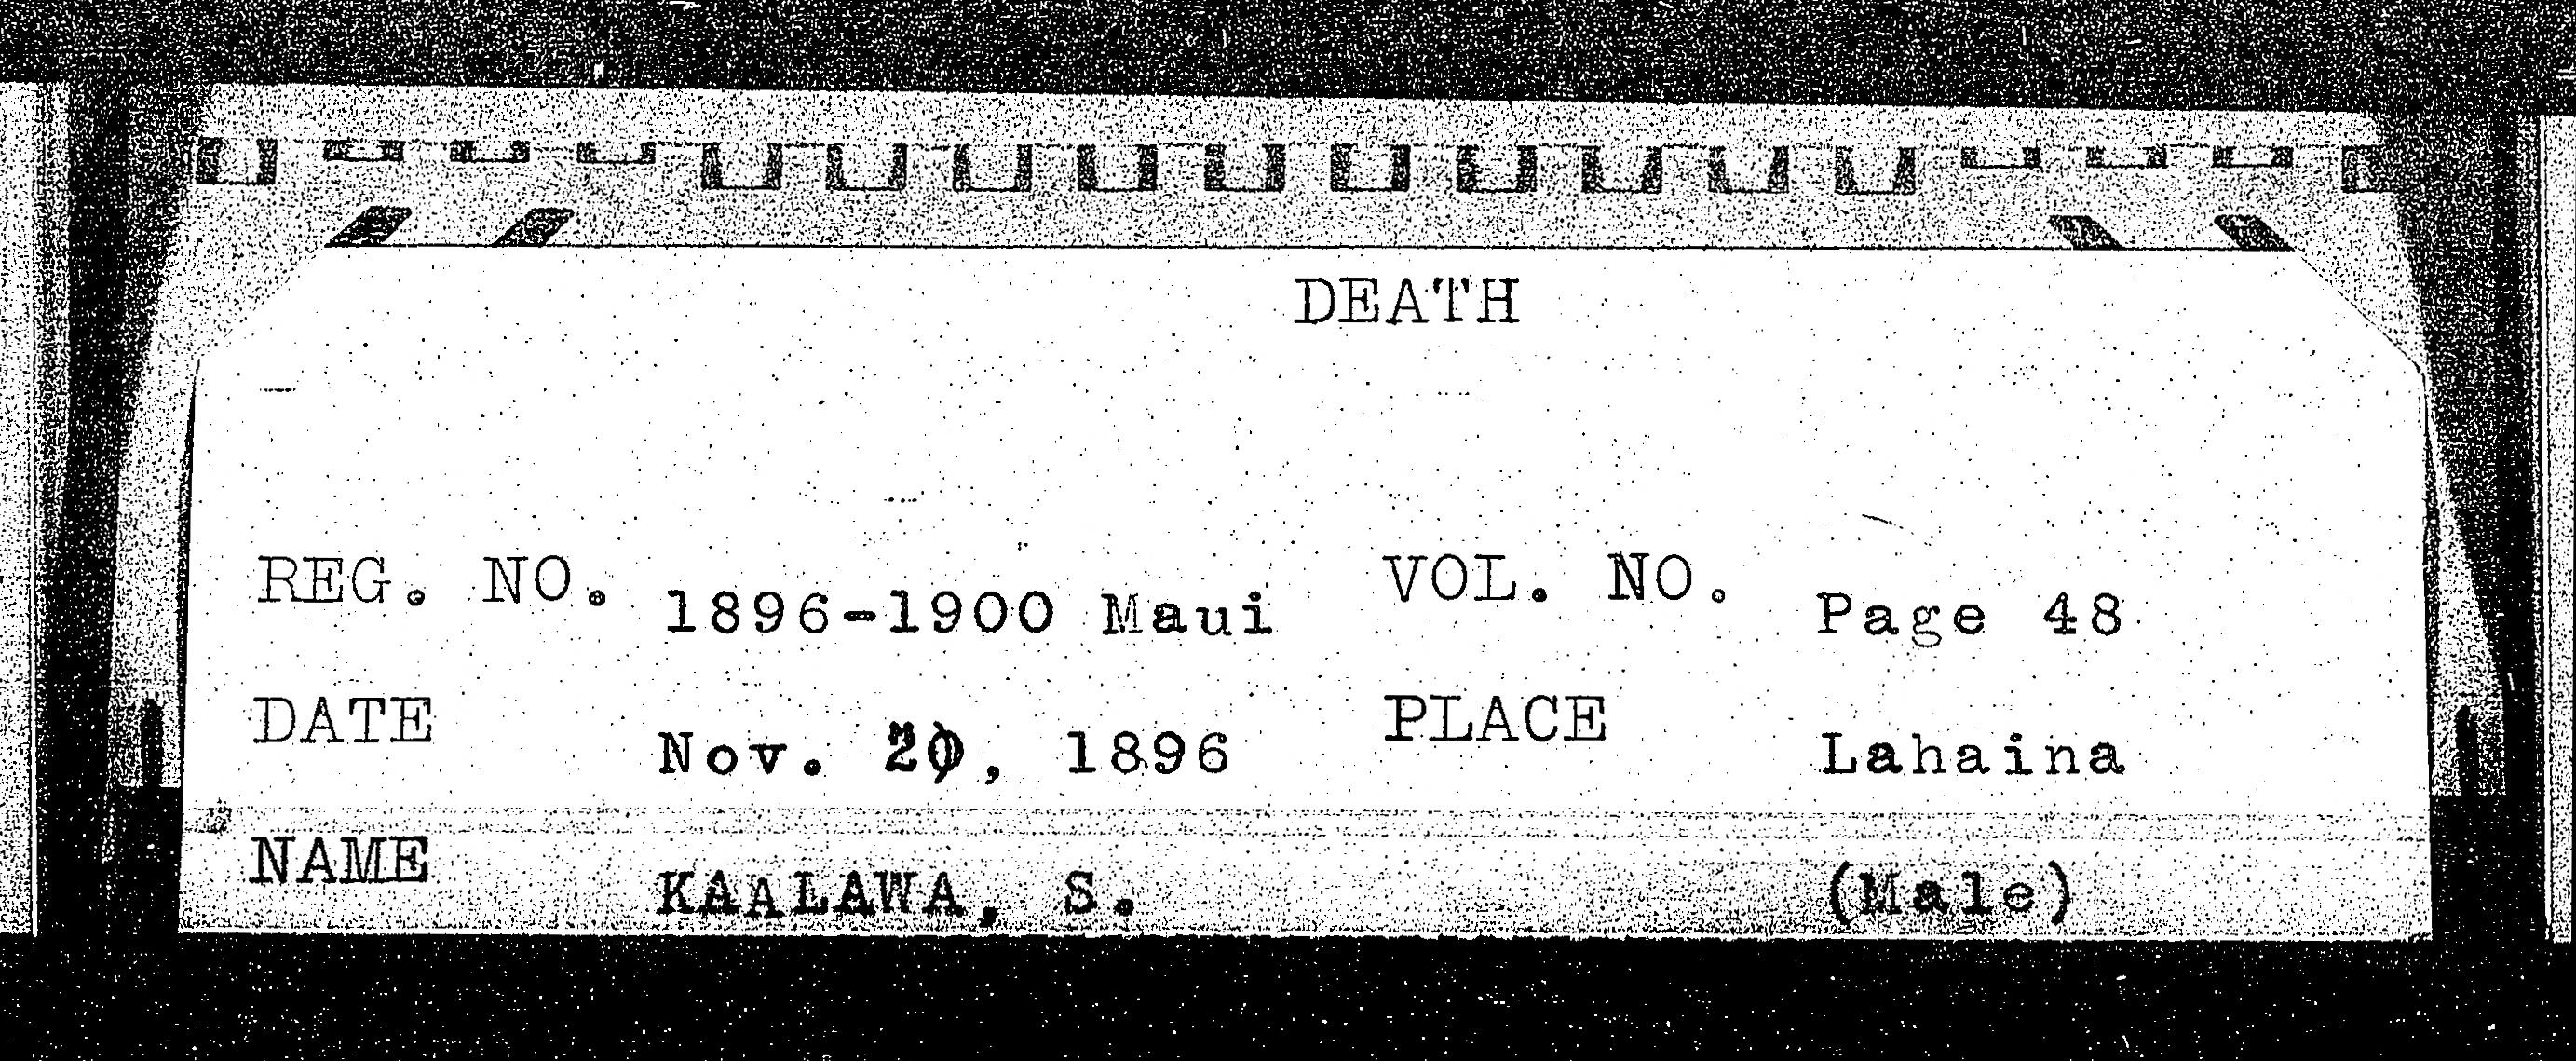 DEATH
REG. NO. 1896-1900 Maui VOL. NO. Page 48
DATE Nov. 20, 1896 PLACE Lahaina
NAME KAALAWA, S. (Male)